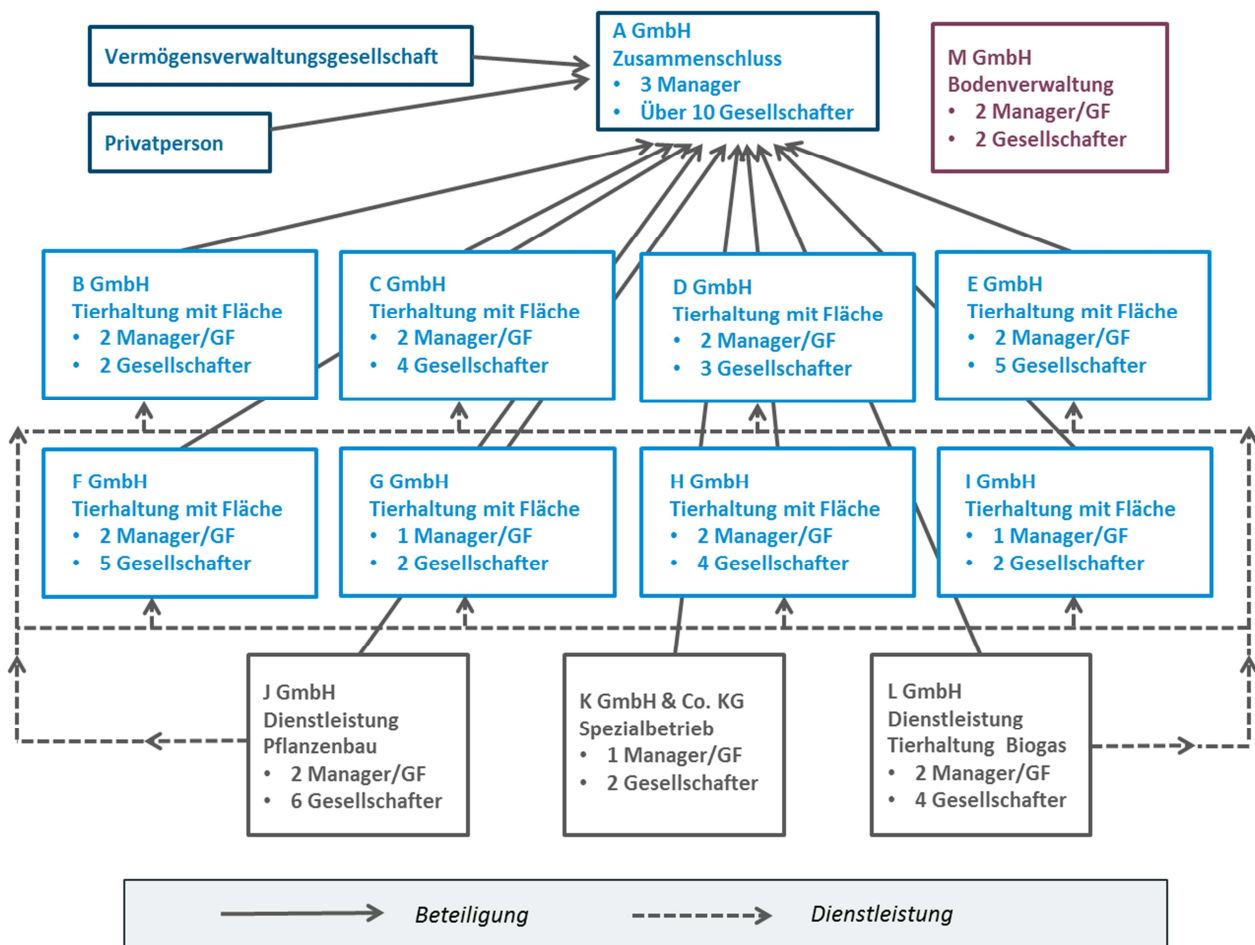 Vermögensverwaltungsgesellschaft
Privatperson
A GmbH
Zusammenschluss
• 3 Manager
• Über 10 Gesellschafter
M GmbH
Bodenverwaltung
• 2 Manager/GF
• 2 Gesellschafter
B GmbH
Tierhaltung mit Fläche
• 2 Manager/GF
• 2 Gesellschafter
C GmbH
Tierhaltung mit Fläche
• 2 Manager/GF
• 4 Gesellschafter
D GmbH
Tierhaltung mit Fläche
• 2 Manager/GF
• 3 Gesellschafter
E GmbH
Tierhaltung mit Fläche
• 2 Manager/GF
• 5 Gesellschafter
F GmbH
Tierhaltung mit Fläche
• 2 Manager/GF
• 5 Gesellschafter
G GmbH
Tierhaltung mit Fläche
• 1 Manager/GF
• 2 Gesellschafter
H GmbH
Tierhaltung mit Fläche
• 2 Manager/GF
• 4 Gesellschafter
I GmbH
Tierhaltung mit Fläche
• 1 Manager/GF
• 2 Gesellschafter
J GmbH
Dienstleistung
Pflanzenbau
• 2 Manager/GF
• 6 Gesellschafter
K GmbH & Co. KG
Spezialbetrieb
• 1 Manager/GF
• 2 Gesellschafter
L GmbH
Dienstleistung
Tierhaltung Biogas
• 2 Manager/GF
• 4 Gesellschafter
Beteiligung
Dienstleistung